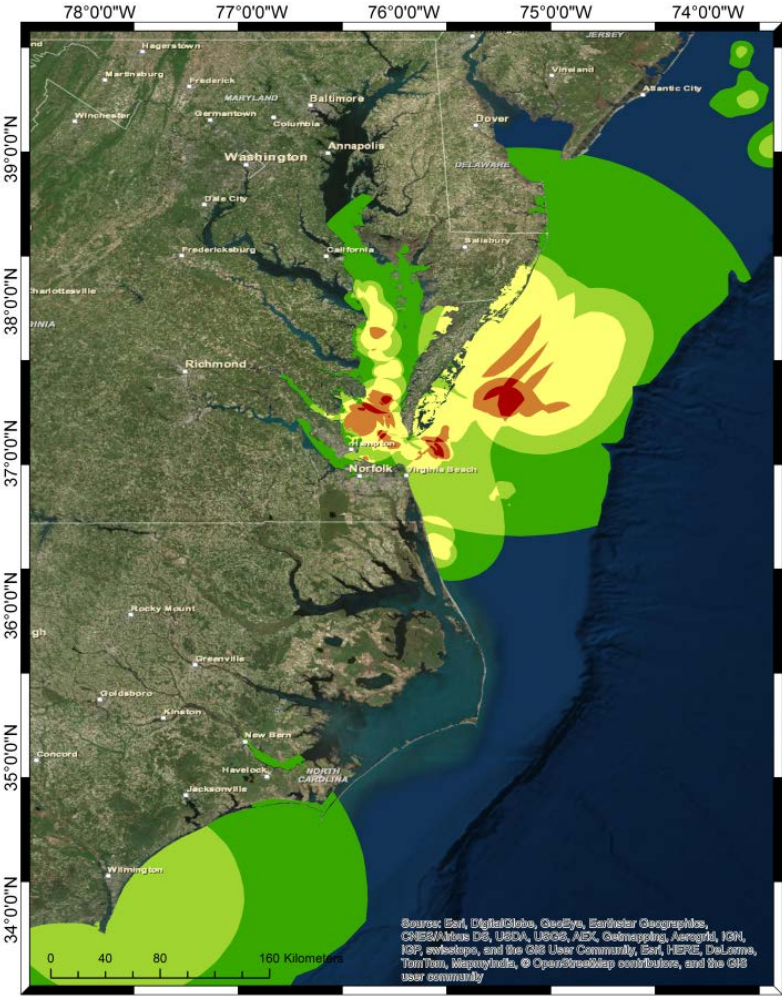 78°0'0"W 77°0'0"W 76°0'0"W 75°0'0"W 74°0'0"W
JERSEY
Hagerstown
Martinsburg
Frederick
Vineland
Atlantic City
MARYLAND
Baltimore
Winchester
Germantown
Columbia
Dover
39°0'0"N
Annapolis
Washington
DELAWARE
Dale City
Salisbury
Fredericksburg
California
38°0'0"N
Charlottesville
HNIA
Richmond
37°0'0"N
Hampton
Norfolk
Virginia Beach
36°0'0"N
Rocky Mount
gh
Greenville
Goldsboro
Kinston
35°0'0"N
New Bern
Concord
Havelock
NORTH
CAROLINA
Jacksonville
Wilmington
34°0'0"N
Source: Esri, DigitalGlobe, GeoEye, Earthstar Geographics,
CNES/Airbus DS, USDA, USGS, AEX, Getmapping, Aerogrid, IGN,
IGP, swisstopo, and the GIS User Community, Esri, HERE, DeLorme,
TomTom, MapmyIndia, © OpenStreetMap contributors, and the GIS
user community
0 40 80 160 Kilometers